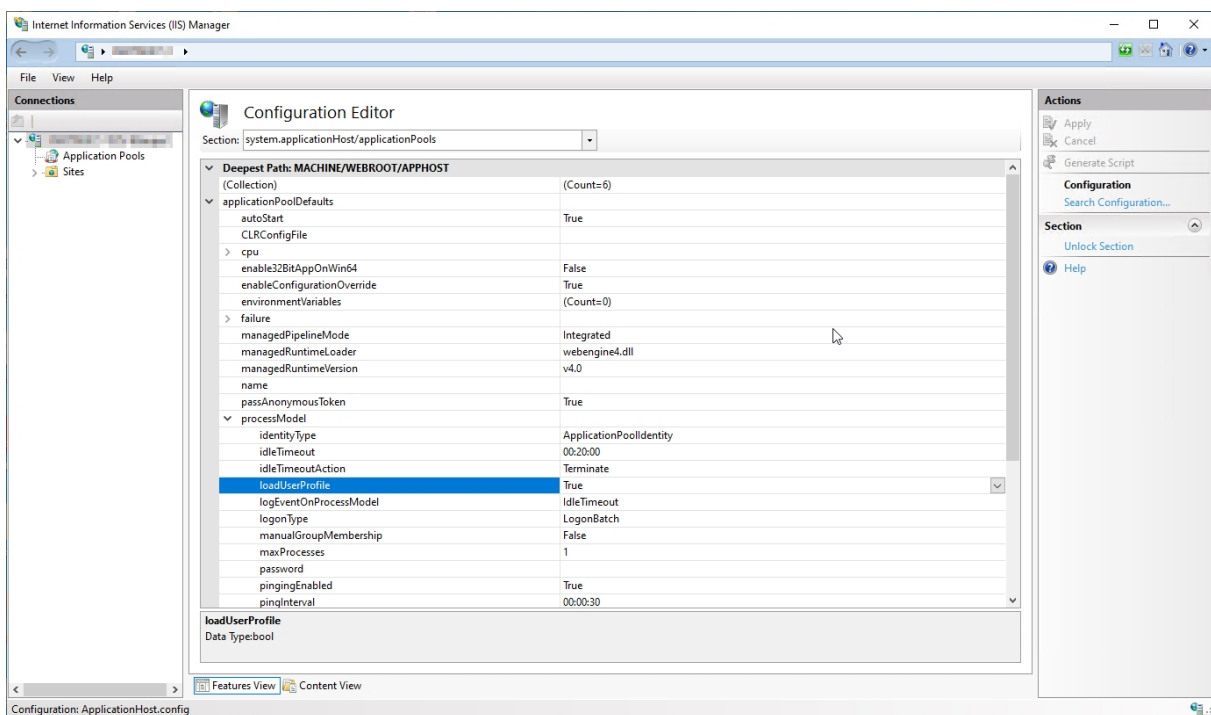 Internet Information Services (IIS) Manager
File View Help
Connections
Application Pools
Sites
Configuration Editor
Section: system.applicationHost/applicationPools
Deepest Path: MACHINE/WEBROOT/APPHOST
(Collection) (Count=6)
applicationPoolDefaults
autoStart True
CLRConfigFile
cpu
enable32BitAppOnWin64 False
enableConfigurationOverride True
environmentVariables (Count=0)
failure
managedPipelineMode Integrated
managedRuntimeLoader webengine4.dll
managedRuntimeVersion v4.0
name
passAnonymousToken True
processModel
identityType ApplicationPoolIdentity
idleTimeout 00:20:00
idleTimeoutAction Terminate
loadUserProfile True
logEventOnProcessModel IdleTimeout
logonType LogonBatch
manualGroupMembership False
maxProcesses 1
password
pingingEnabled True
pingInterval 00:00:30
loadUserProfile
Data Type:bool
Features View Content View
Actions
Apply
Cancel
Generate Script
Configuration
Search Configuration...
Section
Unlock Section
Help
Configuration: ApplicationHost.config